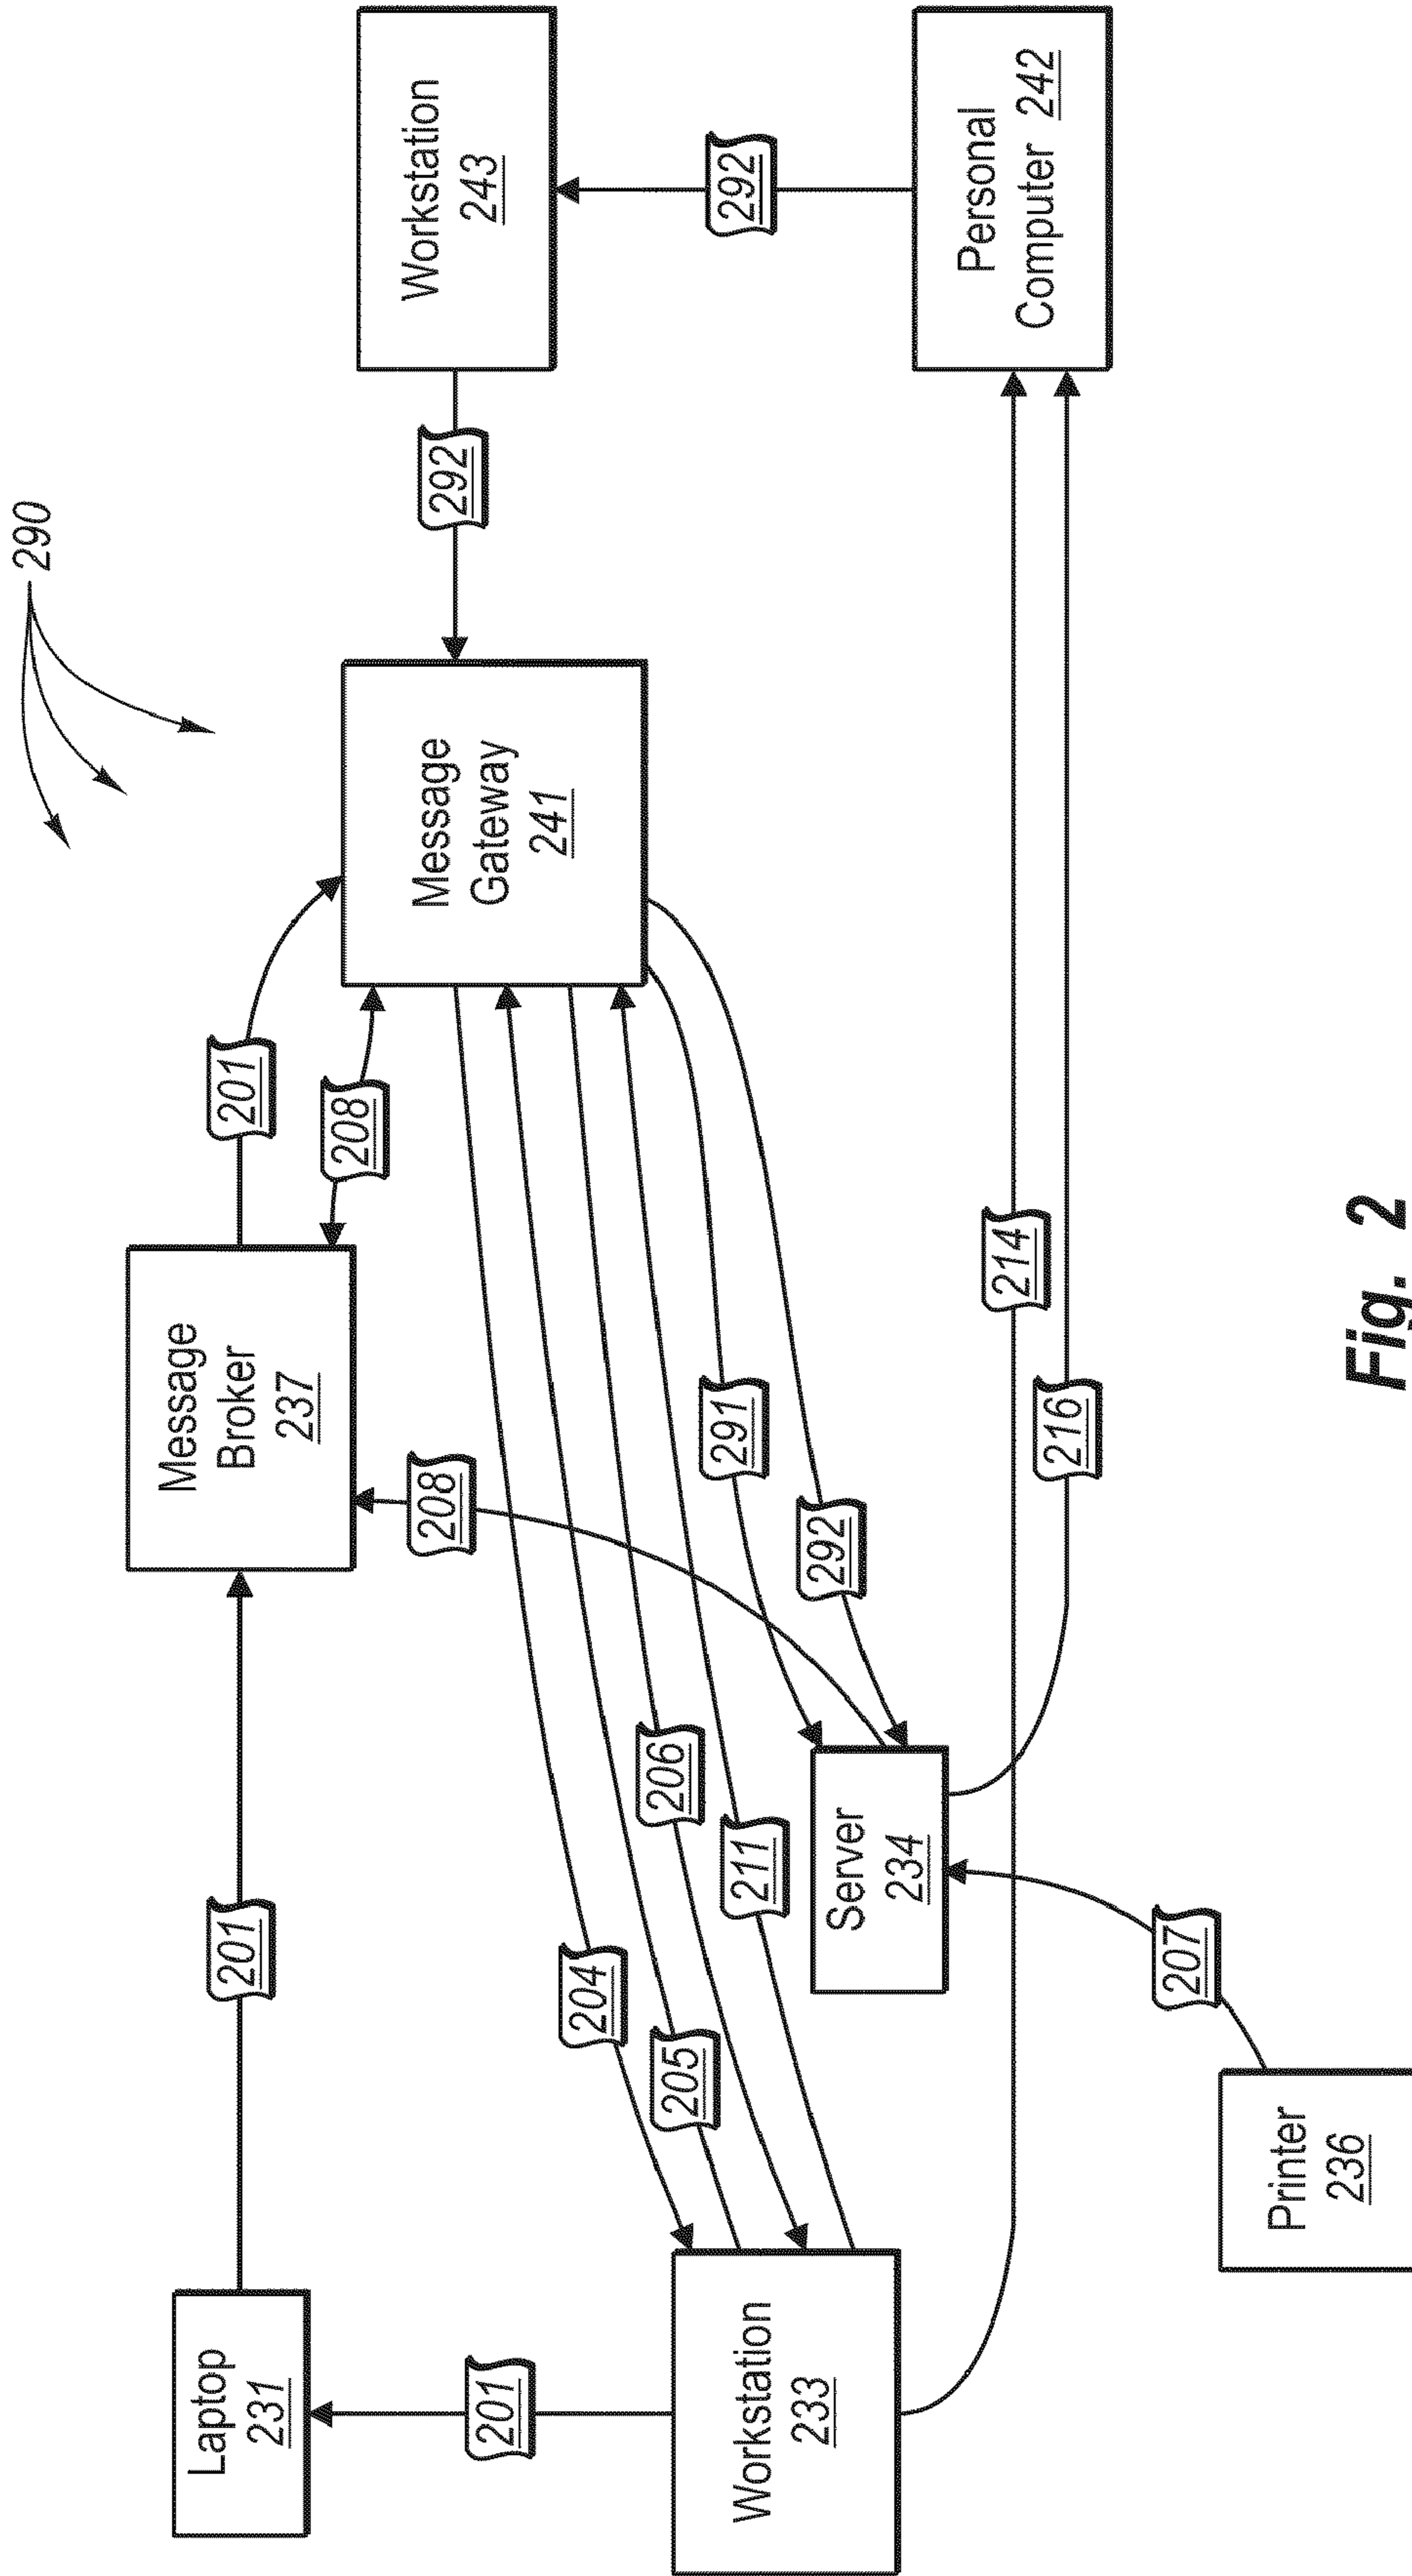 290
Laptop
231
201
Message
Broker
237
201
208
Message
Gateway
241
292
Workstation
243
201
208
204
205
206
211
291
292
292
Workstation
233
Server
234
214
216
Personal
Computer 242
207
Printer
236
Fig. 2